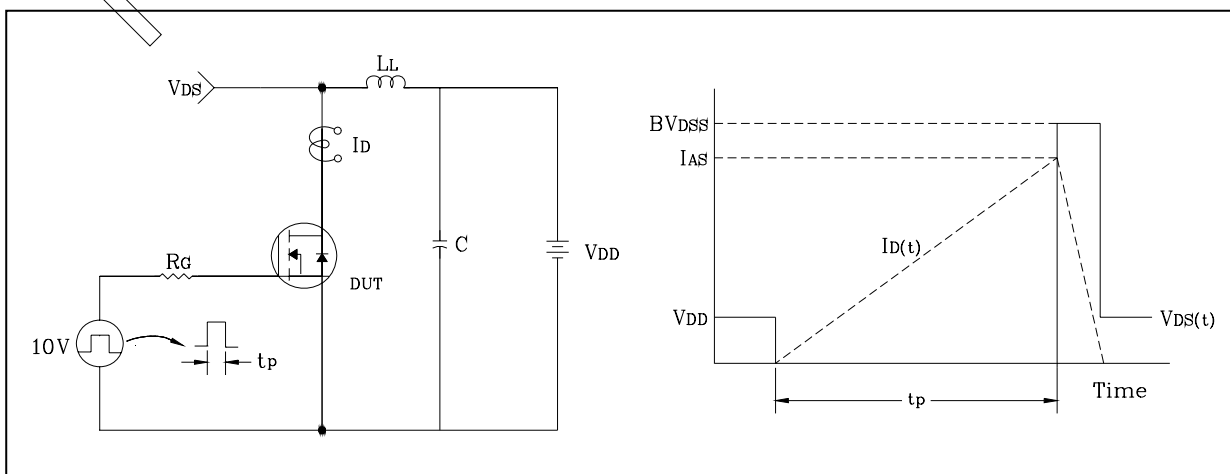 LL
VDS
ID
RG
DUT
C
VDD
10V
tp
BVDSS
IAS
ID(t)
VDD
VDS(t)
Time
tp